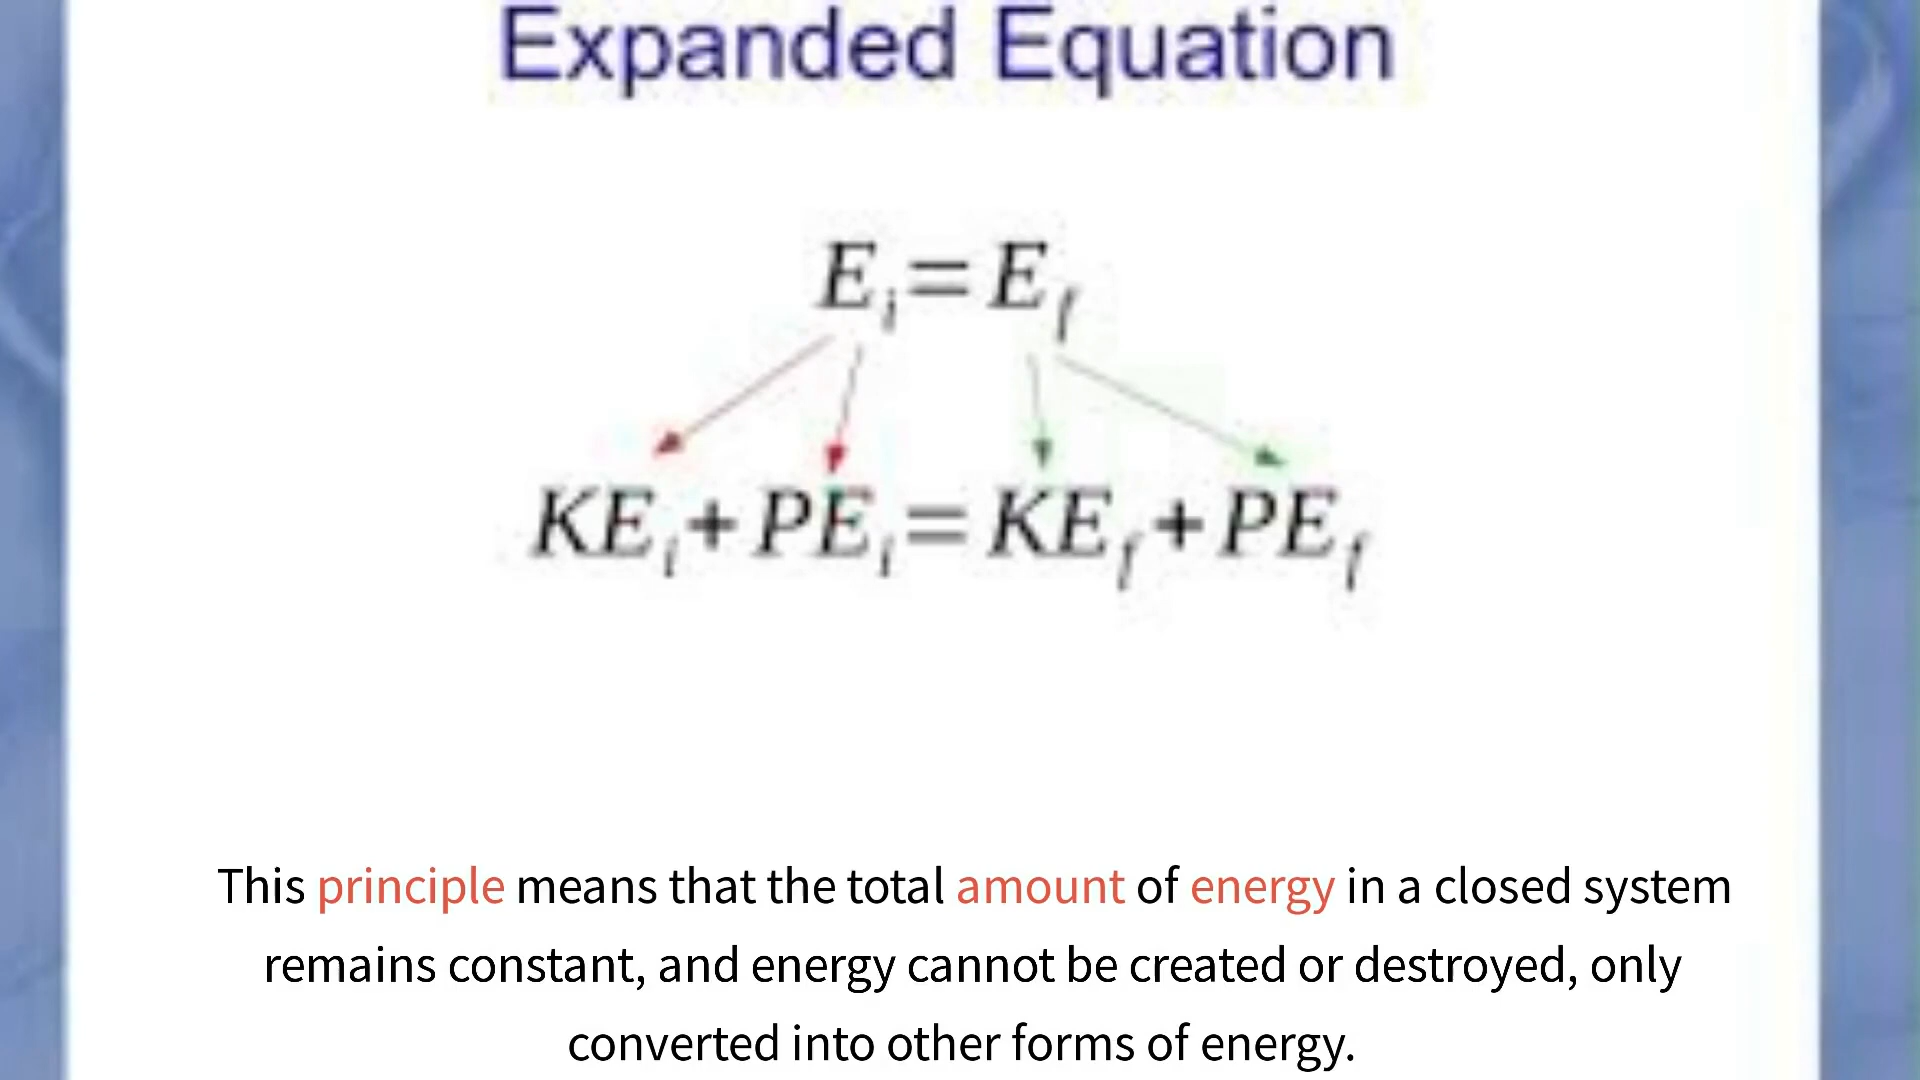 Expanded Equation
E_i = E_f
KE_i + PE_i = KE_f + PE_f
This principle means that the total amount of energy in a closed system
remains constant, and energy cannot be created or destroyed, only
converted into other forms of energy.